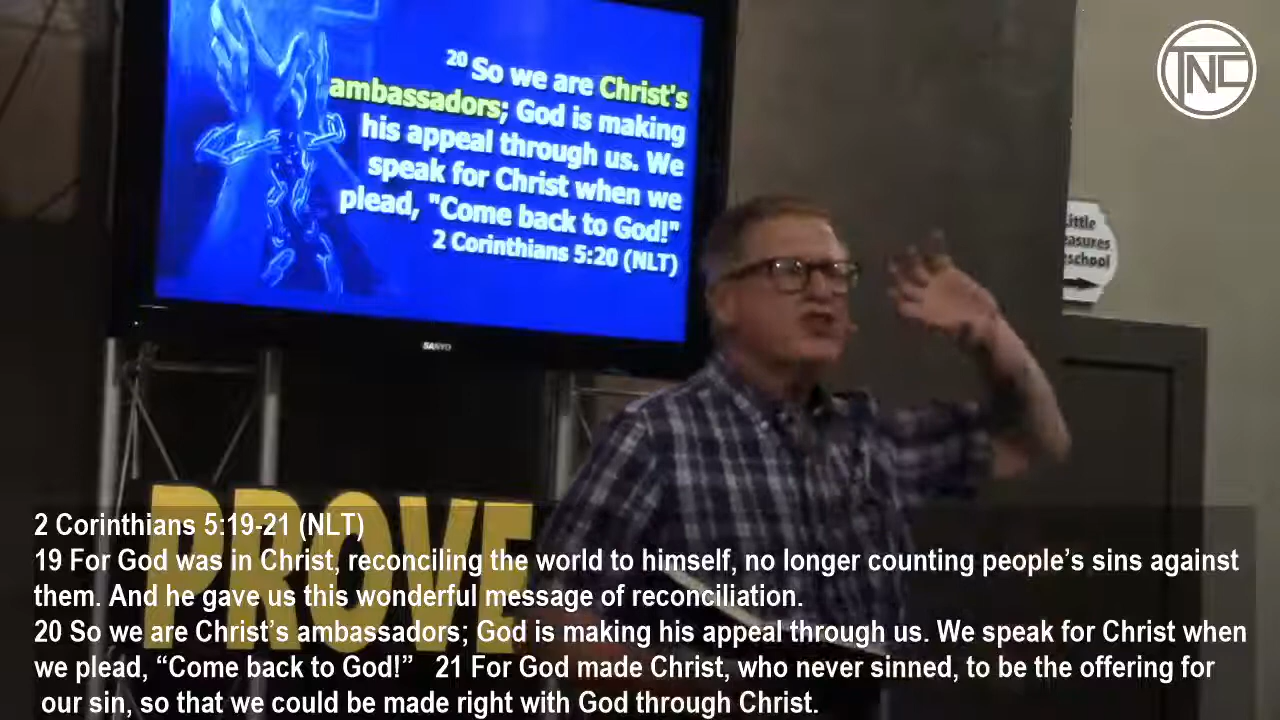 20 So we are Christ's
ambassadors; God is making
his appeal through us. We
speak for Christ when we
plead, "Come back to God!"
2 Corinthians 5:20 (NLT)
TNC
Little
easures
eschool
SANYO
PROVE
2 Corinthians 5:19-21 (NLT)
19 For God was in Christ, reconciling the world to himself, no longer counting people’s sins against
them. And he gave us this wonderful message of reconciliation.
20 So we are Christ’s ambassadors; God is making his appeal through us. We speak for Christ when
we plead, “Come back to God!” 21 For God made Christ, who never sinned, to be the offering for
our sin, so that we could be made right with God through Christ.